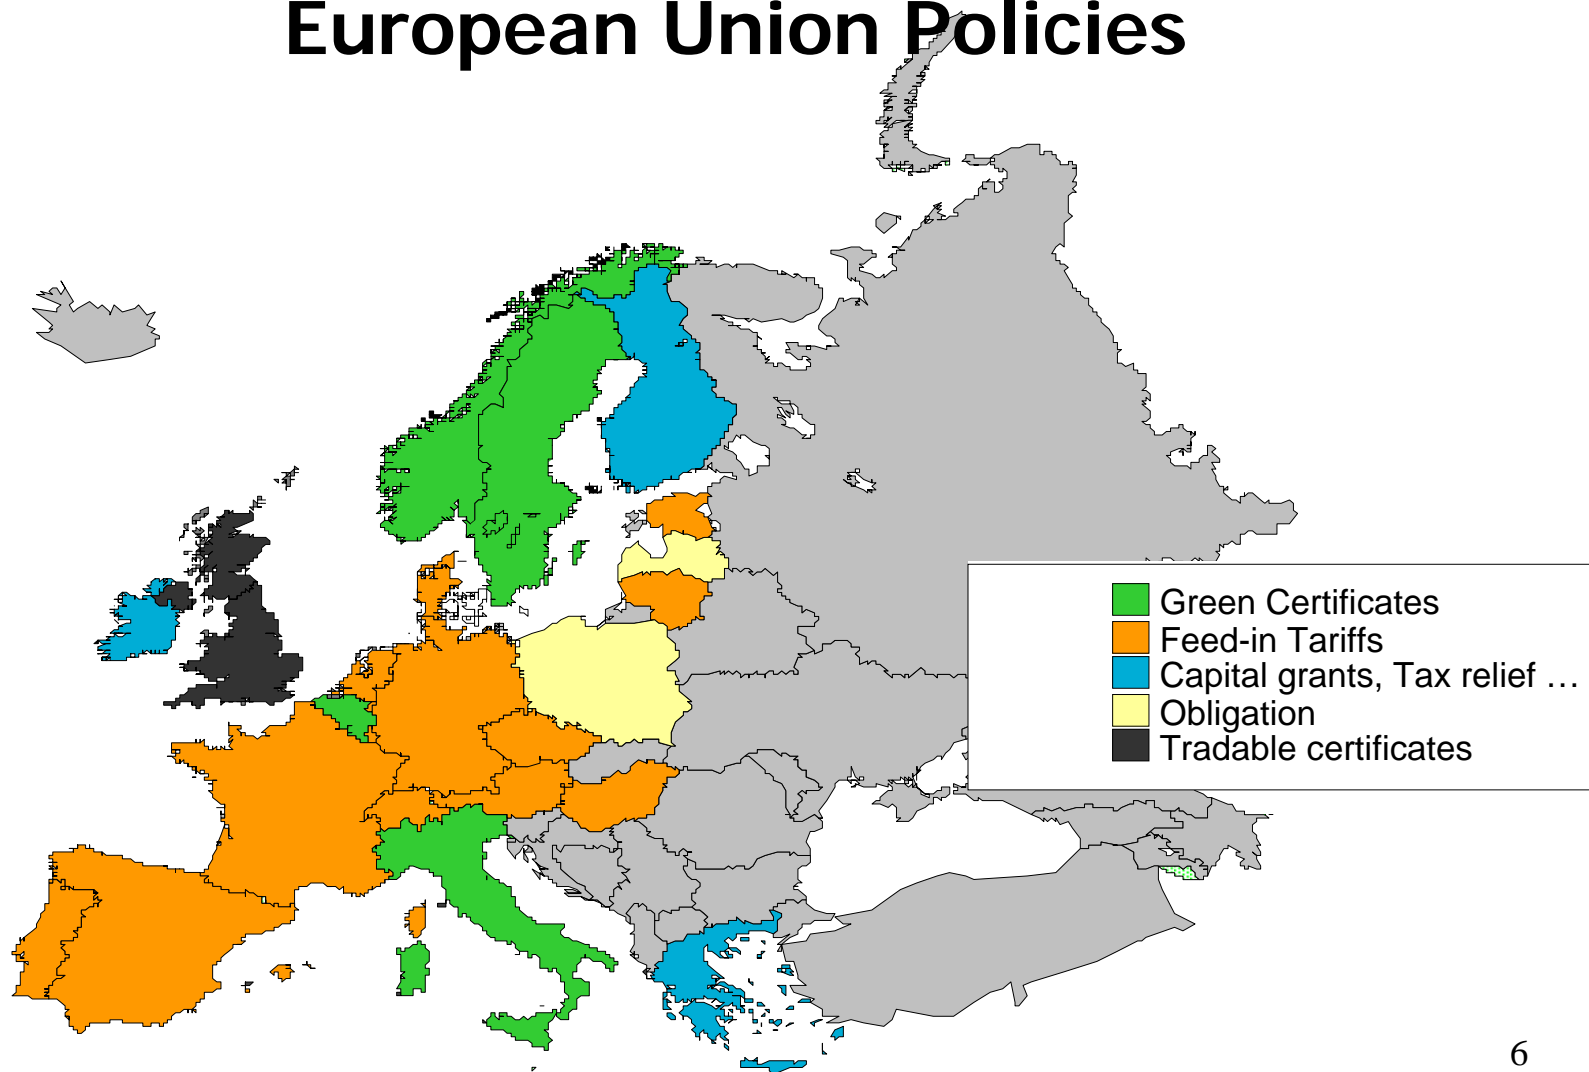 European Union Policies
Green Certificates
Feed-in Tariffs
Capital grants, Tax relief …
Obligation
Tradable certificates
6